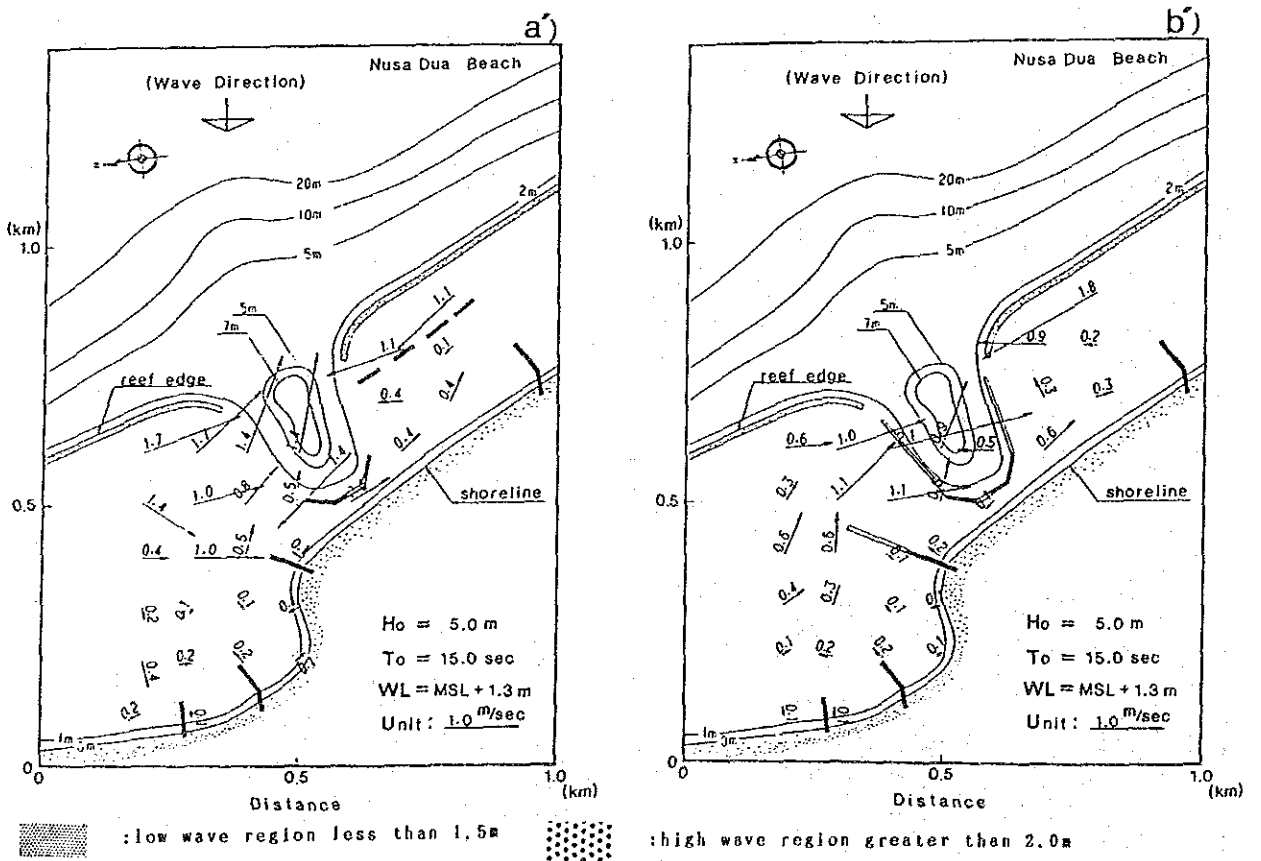 a')
Nusa Dua Beach
(Wave Direction)
z
20m
2m
10m
(km)
1.0
5m
5m
7m
1.1
1.1
0.1
reef edge
0.4
0.4
1.7
1.1
1.4
0.4
1.4
1.0
0.8
0.5
shoreline
0.5
1.4
0.4
1.0
0.5
0.2
0.1
0.1
0.2
0.2
0.4
0.2
0.1
1m
0m
Ho = 5.0 m
To = 15.0 sec
WL = MSL + 1.3 m
Unit : 1.0 m/sec
0
0
0.5
1.0
(km)
Distance
b')
Nusa Dua Beach
(Wave Direction)
z
20m
2m
10m
(km)
1.0
5m
5m
7m
1.8
0.9
0.2
reef edge
0.3
0.3
0.6
1.0
0.5
0.6
0.3
1.1
1.1
shoreline
0.5
0.6
0.6
0.1
0.2
0.4
0.3
0.1
0.1
0.2
0.2
0.1
0.1
0.1
1m
0m
Ho = 5.0 m
To = 15.0 sec
WL = MSL + 1.3 m
Unit : 1.0 m/sec
0
0
0.5
1.0
(km)
Distance
:low wave region less than 1.5m
:high wave region greater than 2.0m